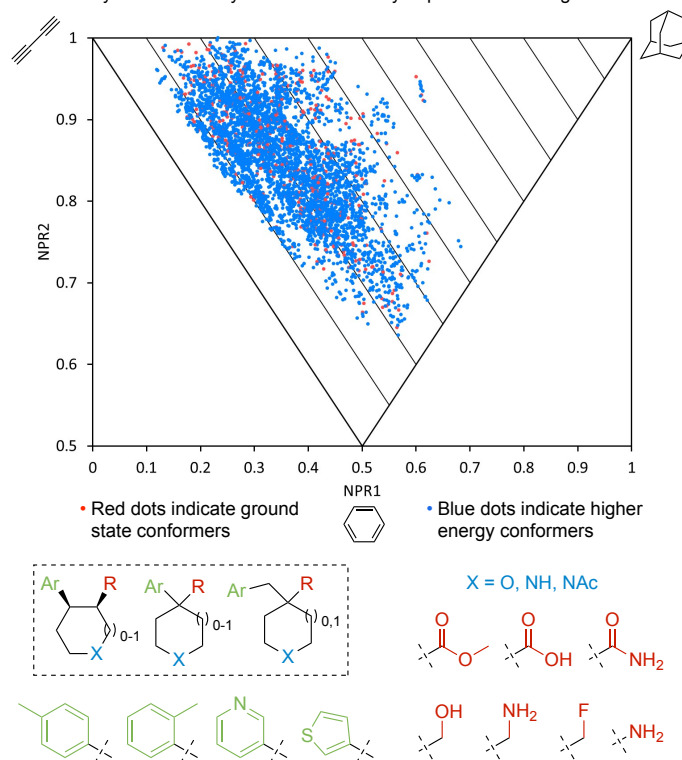 1
0.9
0.8
0.7
0.6
0.5
NPR2
0 0.1 0.2 0.3 0.4 0.5 0.6 0.7 0.8 0.9 1
NPR1
• Red dots indicate ground
state conformers
• Blue dots indicate higher
energy conformers
Ar R
( )0-1
X
Ar R
( )0-1
X
Ar R
( )0,1
X
X = O, NH, NAc
O
O
O
OH
O
NH2
N
S
OH
NH2
F
NH2